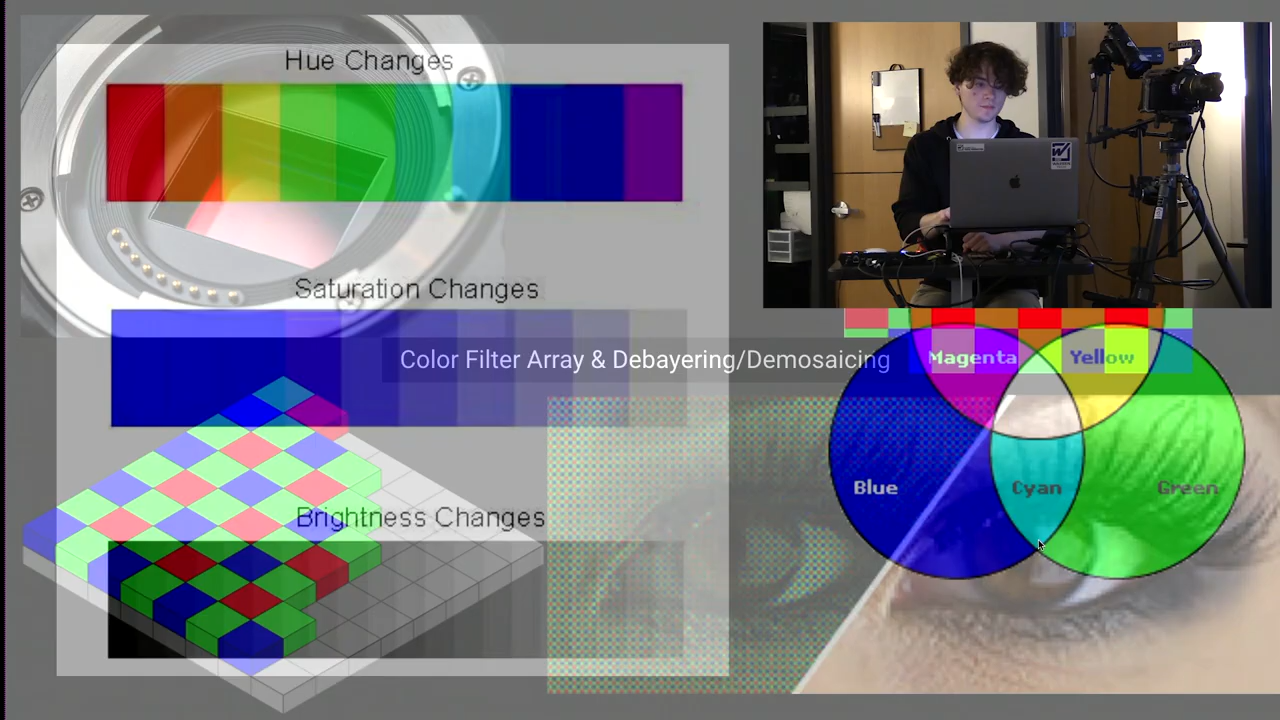 Hue Changes
Saturation Changes
Color Filter Array & Debayering/Demosaicing
Magenta
Yellow
Blue
Cyan
Green
Brightness Changes